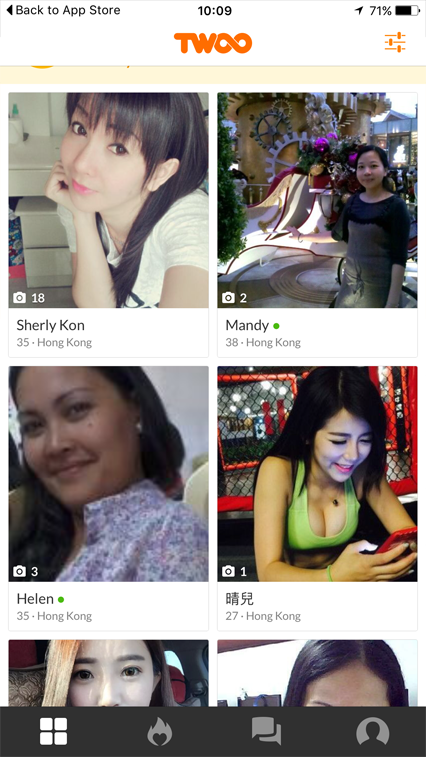 Back to App Store
10:09
71%
TWOO
18
2
Sherly Kon
Mandy
35 · Hong Kong
38 · Hong Kong
3
1
Helen
晴兒
35 · Hong Kong
27 · Hong Kong